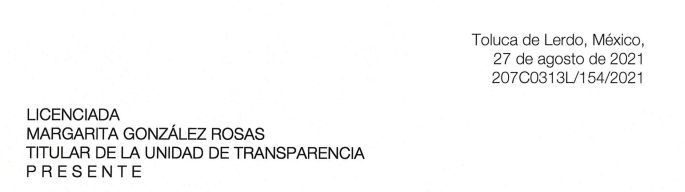 Toluca de Lerdo, México,
27 de agosto de 2021
207C0313L/154/2021
LICENCIADA
MARGARITA GONZÁLEZ ROSAS
TITULAR DE LA UNIDAD DE TRANSPARENCIA
P R E S E N T E